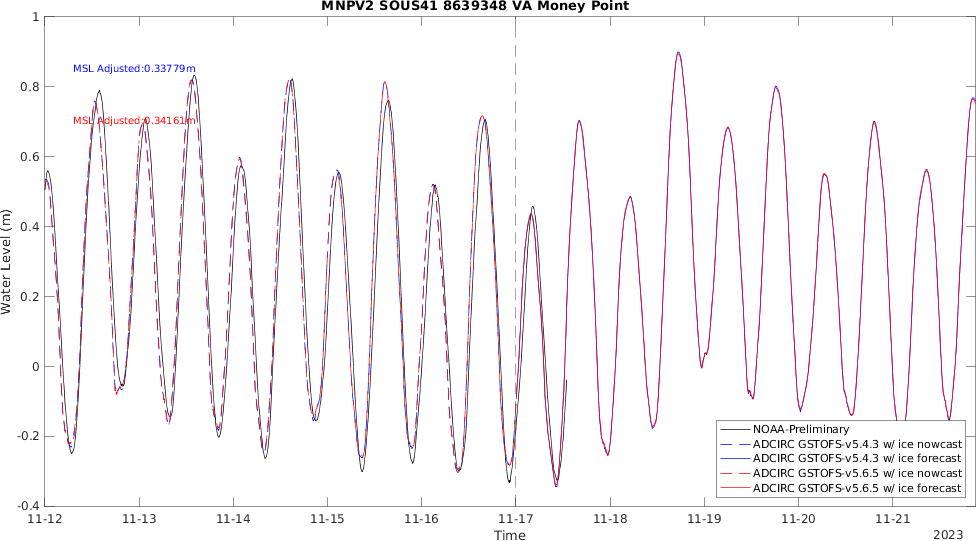 MNPV2 SOUS41 8639348 VA Money Point
1
MSL Adjusted:0.33779m
0.8
MSL Adjusted:0.34161m
0.6
0.4
Water Level (m)
0.2
0
-0.2
-0.4
NOAA-Preliminary
ADCIRC GSTOFS-v5.4.3 w/ ice nowcast
ADCIRC GSTOFS-v5.4.3 w/ ice forecast
ADCIRC GSTOFS-v5.6.5 w/ ice nowcast
ADCIRC GSTOFS-v5.6.5 w/ ice forecast
11-12 11-13 11-14 11-15 11-16 11-17 11-18 11-19 11-20 11-21
Time
2023